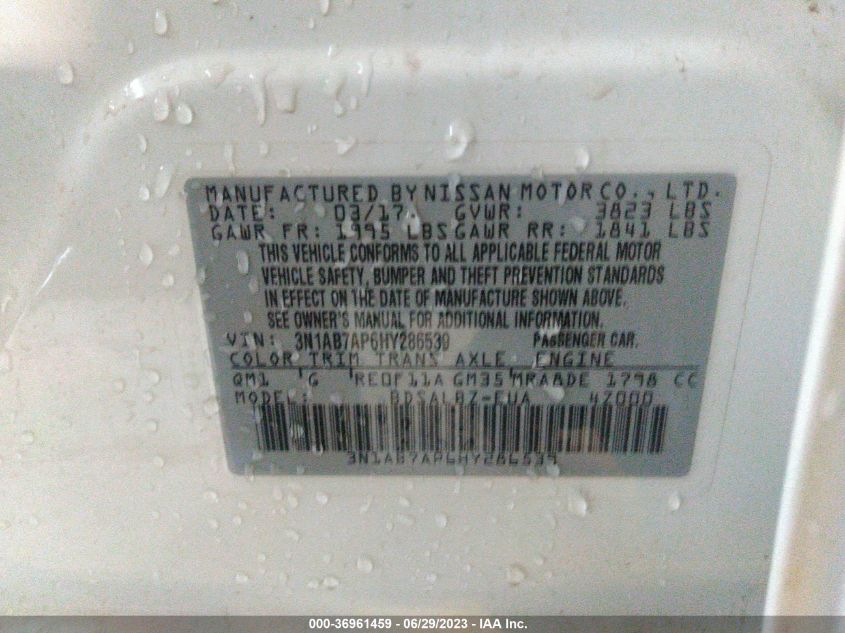 MANUFACTURED BY NISSAN MOTOR CO., LTD.
DATE: 03/17 GVWR: 3823 LBS
GAWR FR: 1995 LBS GAWR RR: 1841 LBS
THIS VEHICLE CONFORMS TO ALL APPLICABLE FEDERAL MOTOR
VEHICLE SAFETY, BUMPER AND THEFT PREVENTION STANDARDS
IN EFFECT ON THE DATE OF MANUFACTURE SHOWN ABOVE.
SEE OWNER'S MANUAL FOR ADDITIONAL INFORMATION.
VIN: 3N1AB7AP6HY286539 PASSENGER CAR.
COLOR TRIM TRANS AXLE ENGINE
QM1 G RE0F11A GM35 MRA8DE 1798 CC
MODEL: BDSALBZ-EUA 4Z000
3N1AB7AP6HY286539
000-36961459 - 06/29/2023 - IAA Inc.